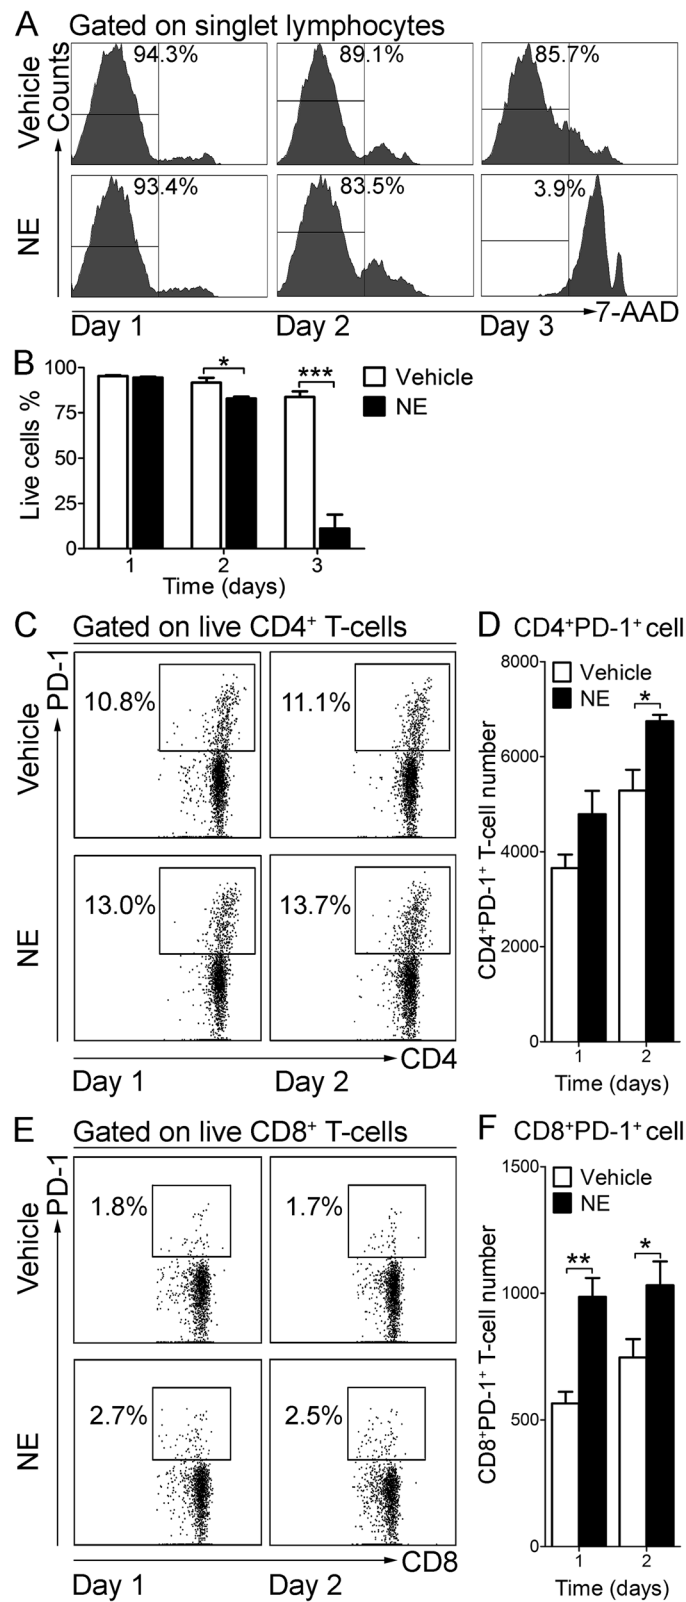 A Gated on singlet lymphocytes
Vehicle
Counts
94.3%
89.1%
85.7%
NE
93.4%
83.5%
3.9%
7-AAD
Day 1
Day 2
Day 3
B
Live cells %
100
75
50
25
0
*
***
Vehicle
NE
1
2
3
Time (days)
C Gated on live CD4⁺ T-cells
Vehicle
PD-1
10.8%
11.1%
NE
13.0%
13.7%
CD4
Day 1
Day 2
D CD4⁺PD-1⁺ cell
CD4⁺PD-1⁺ T-cell number
8000
6000
4000
2000
0
Vehicle
NE
*
1
2
Time (days)
E Gated on live CD8⁺ T-cells
Vehicle
PD-1
1.8%
1.7%
NE
2.7%
2.5%
CD8
Day 1
Day 2
F CD8⁺PD-1⁺ cell
CD8⁺PD-1⁺ T-cell number
1500
1000
500
0
Vehicle
NE
**
*
1
2
Time (days)